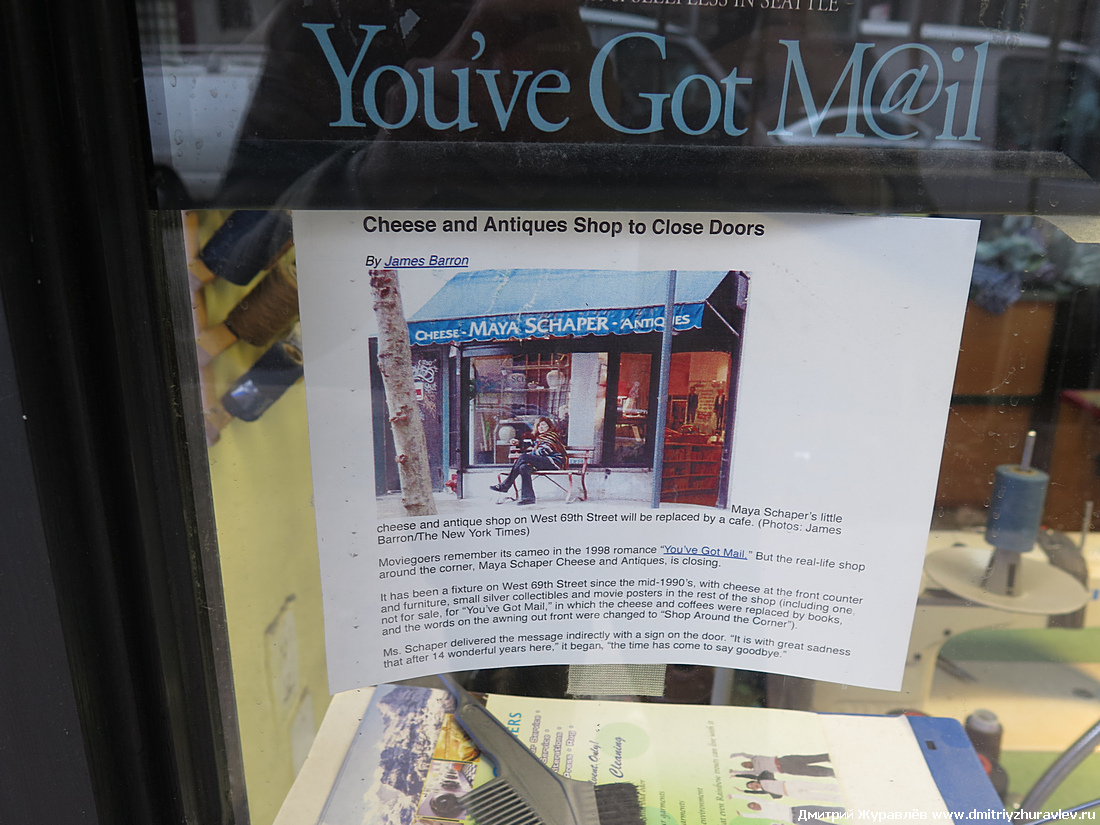 SLEEPLESS IN SEATTLE
You've Got M@il
Cheese and Antiques Shop to Close Doors
By James Barron
CHEESE - MAYA SCHAPER - ANTIQUES
Maya Schaper's little
cheese and antique shop on West 69th Street will be replaced by a cafe. (Photos: James
Barron/The New York Times)
Moviegoers remember its cameo in the 1998 romance "You've Got Mail." But the real-life shop
around the corner, Maya Schaper Cheese and Antiques, is closing.
It has been a fixture on West 69th Street since the mid-1990's, with cheese at the front counter
and furniture, small silver collectibles and movie posters in the rest of the shop (including one,
not for sale, for "You've Got Mail," in which the cheese and coffees were replaced by books,
and the words on the awning out front were changed to "Shop Around the Corner").
Ms. Schaper delivered the message indirectly with a sign on the door. "It is with great sadness
that after 14 wonderful years here," it began, "the time has come to say goodbye."
Cleaning
Дмитрий Журавлёв www.dmitriyzhuravlev.ru